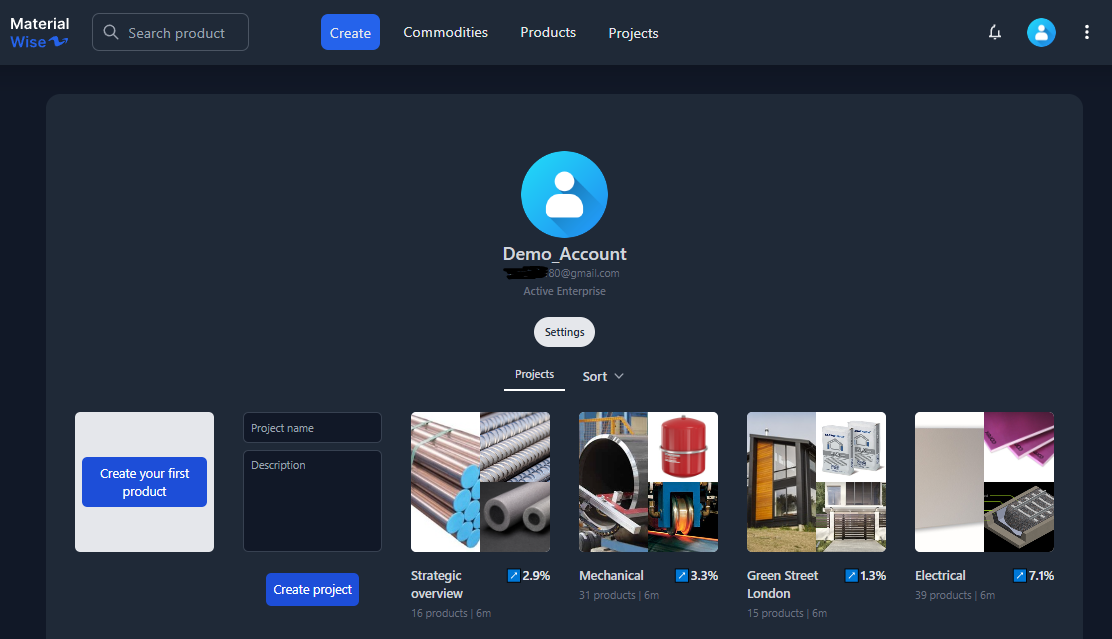 Material
Wise
Search product
Create
Commodities
Products
Projects
Demo_Account
80@gmail.com
Active Enterprise
Settings
Projects
Sort
Create your first
product
Project name
Description
Create project
Strategic
overview
2.9%
16 products | 6m
Mechanical
3.3%
31 products | 6m
Green Street
London
1.3%
15 products | 6m
Electrical
7.1%
39 products | 6m